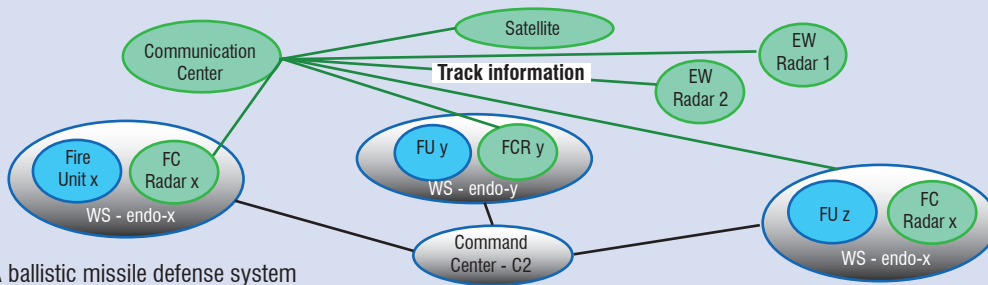 Satellite
Communication
Center
EW
Radar 1
Track information
EW
Radar 2
Fire
Unit x
FC
Radar x
WS - endo-x
FU y
FCR y
WS - endo-y
FU z
FC
Radar x
WS - endo-x
Command
Center - C2
A ballistic missile defense system